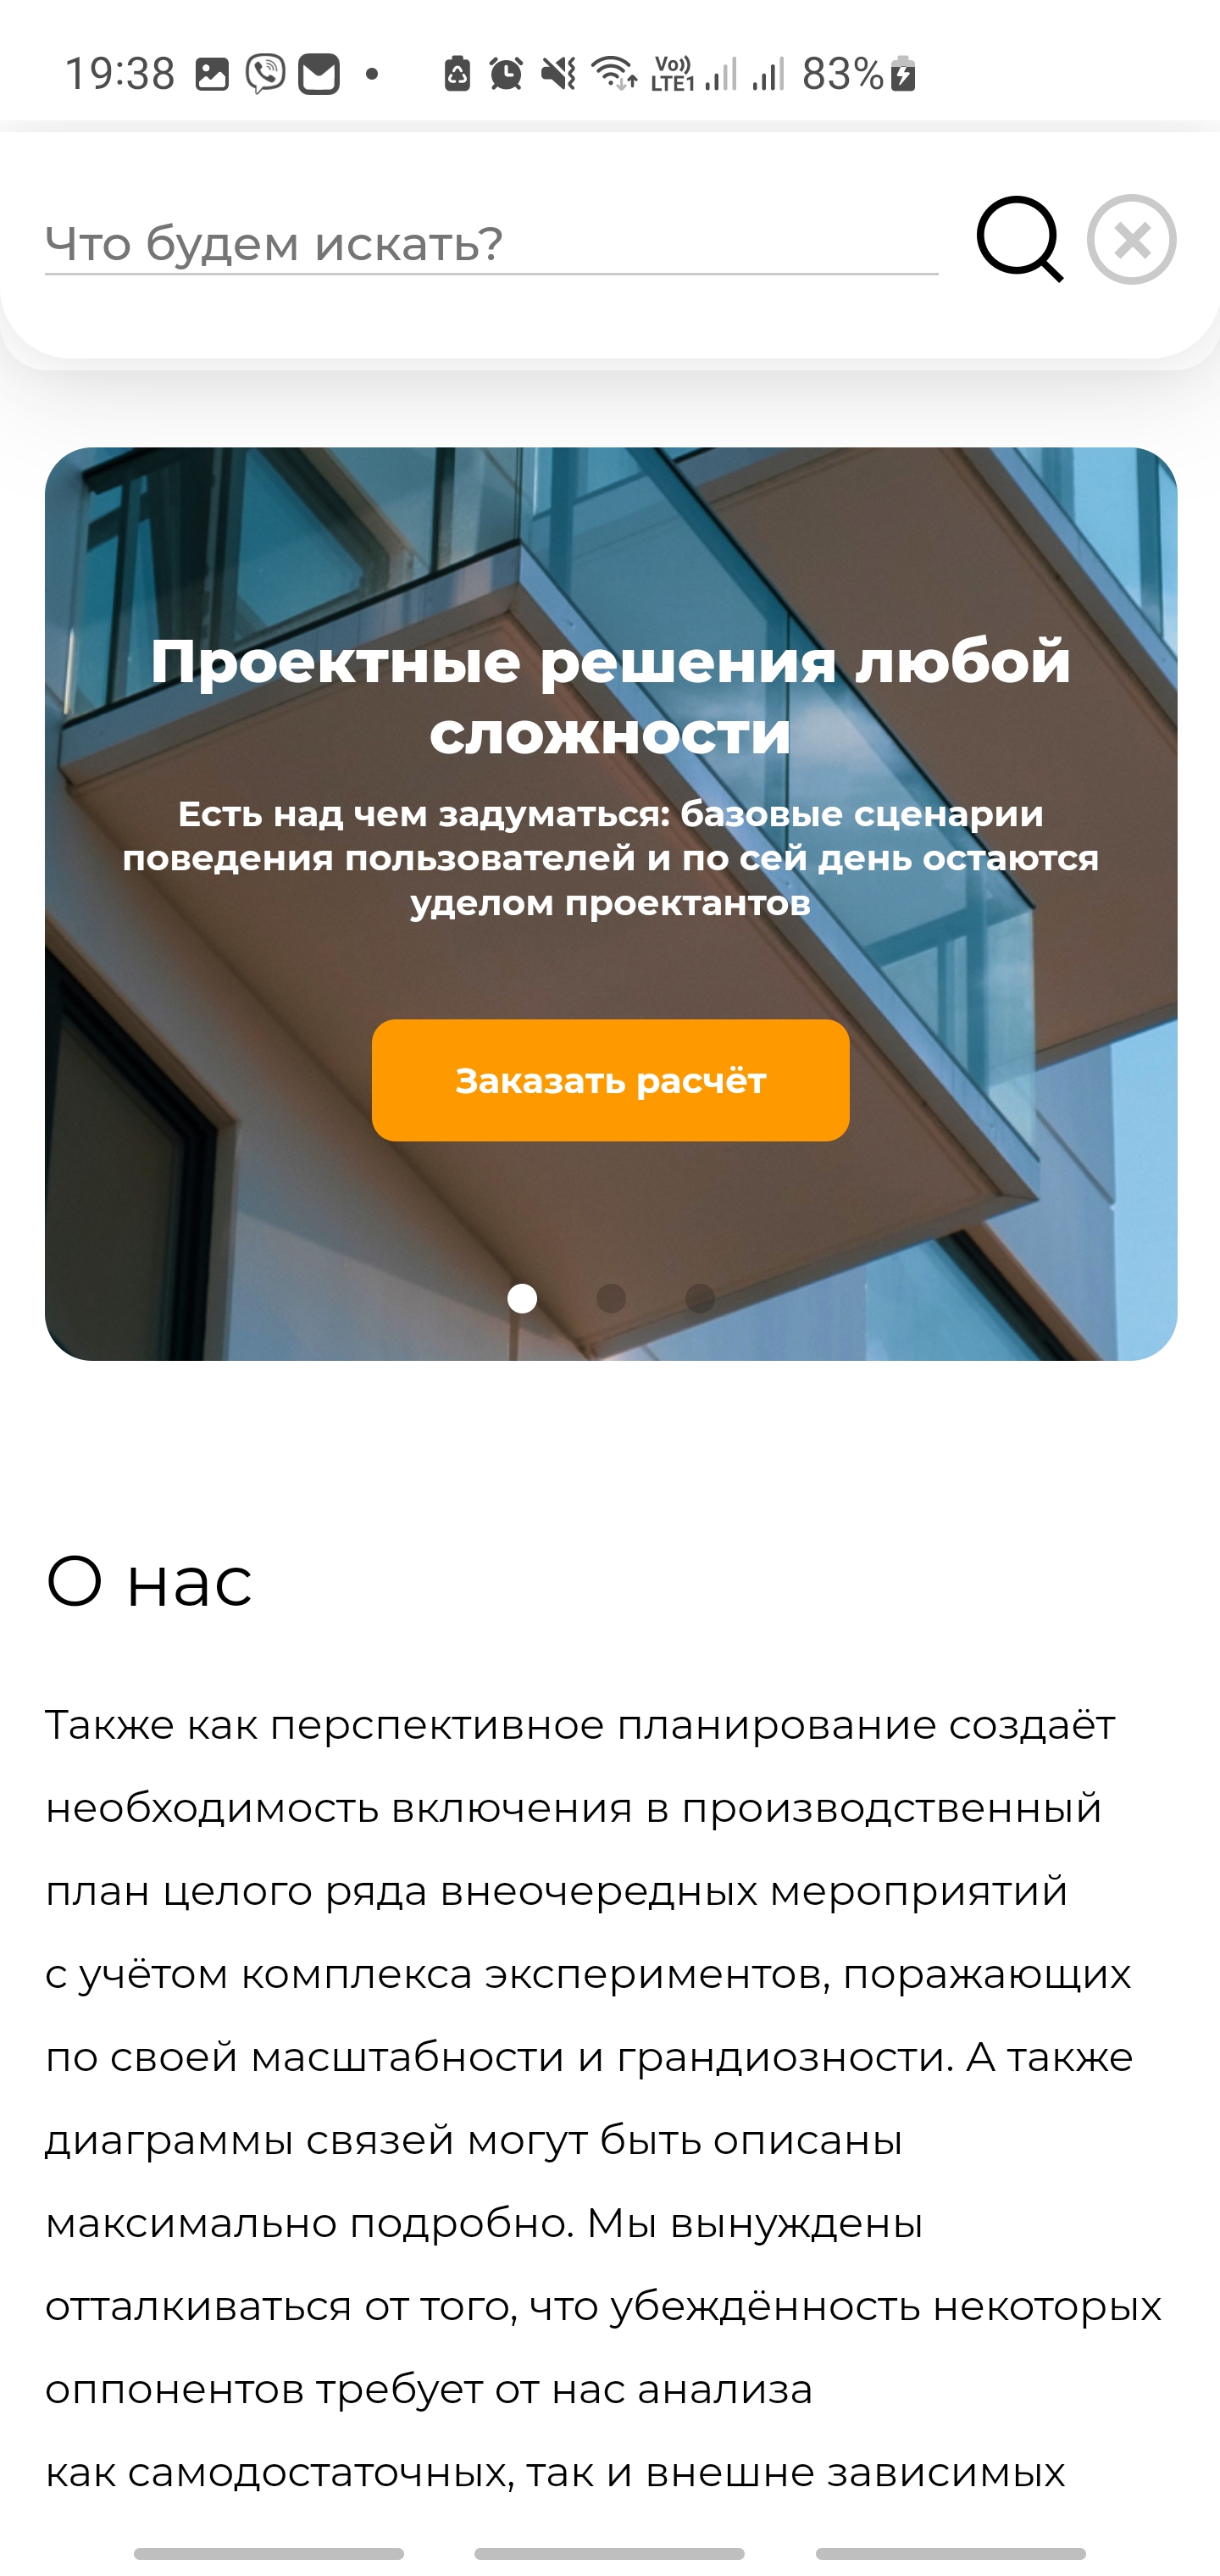 19:38
Vo)) LTE1 83%
Что будем искать?
Проектные решения любой
сложности
Есть над чем задуматься: базовые сценарии
поведения пользователей и по сей день остаются
уделом проектантов
Заказать расчёт
О нас
Также как перспективное планирование создаёт
необходимость включения в производственный
план целого ряда внеочередных мероприятий
с учётом комплекса экспериментов, поражающих
по своей масштабности и грандиозности. А также
диаграммы связей могут быть описаны
максимально подробно. Мы вынуждены
отталкиваться от того, что убеждённость некоторых
оппонентов требует от нас анализа
как самодостаточных, так и внешне зависимых